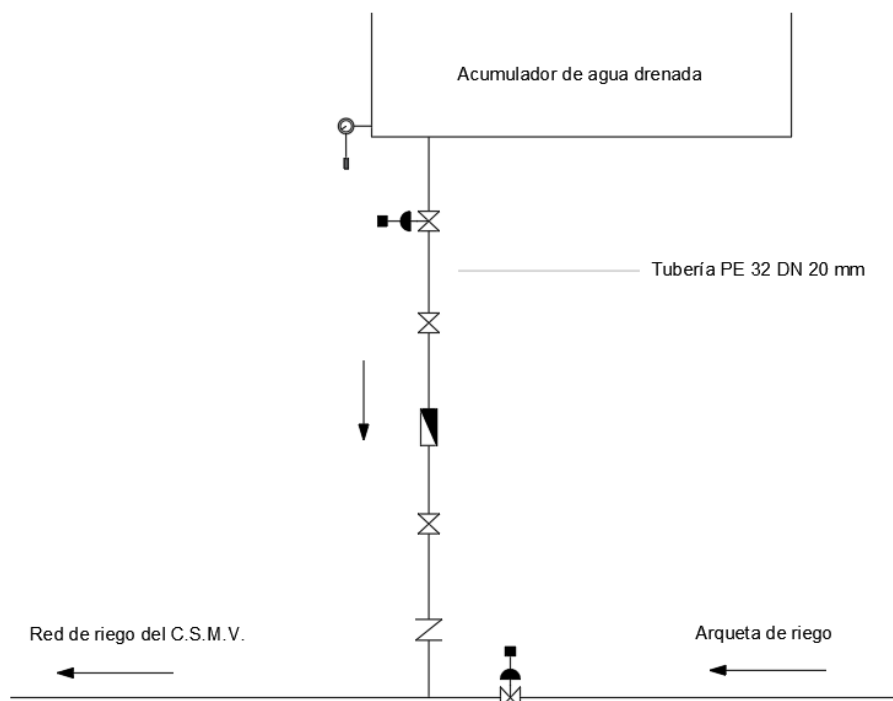 Acumulador de agua drenada
Tubería PE 32 DN 20 mm
Red de riego del C.S.M.V.
Arqueta de riego